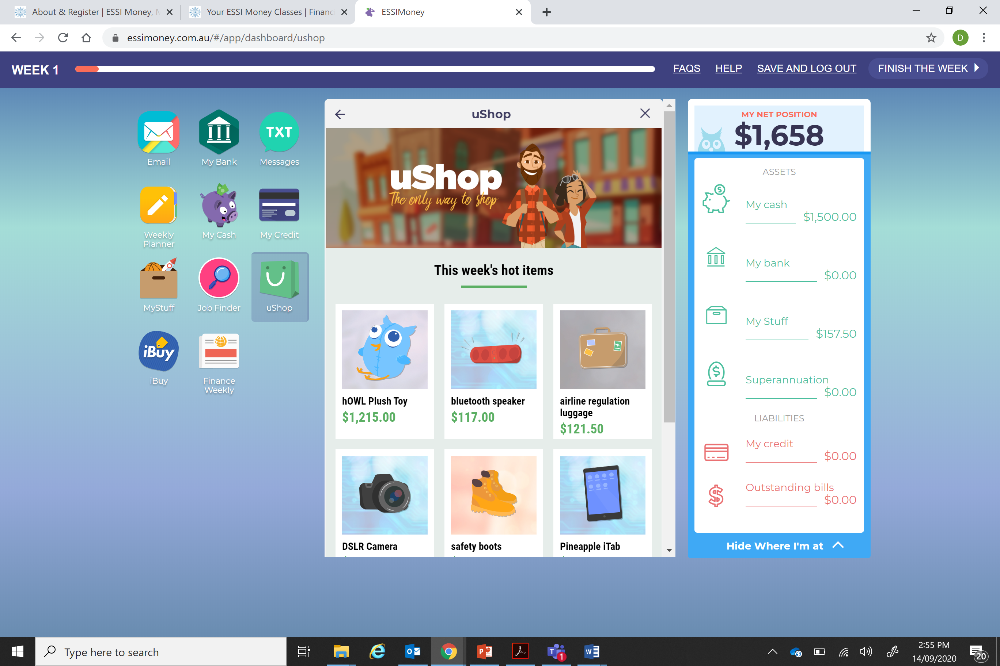 About & Register | ESSI Money, M
Your ESSI Money Classes | Financi
ESSIMoney
essimoney.com.au/#/app/dashboard/ushop
D
WEEK 1
FAQS
HELP
SAVE AND LOG OUT
FINISH THE WEEK
Email
My Bank
TXT
Messages
Weekly
Planner
My Cash
My Credit
MyStuff
Job Finder
uShop
iBuy
iBuy
Finance
Weekly
uShop
uShop
The only way to shop
This week's hot items
hOWL Plush Toy
$1,215.00
bluetooth speaker
$117.00
airline regulation
luggage
$121.50
DSLR Camera
safety boots
Pineapple iTab
MY NET POSITION
$1,658
ASSETS
My cash
$1,500.00
My bank
$0.00
My Stuff
$157.50
Superannuation
$0.00
LIABILITIES
My credit
$0.00
Outstanding bills
$0.00
Hide Where I'm at
Type here to search
1
2:55 PM
14/09/2020
20